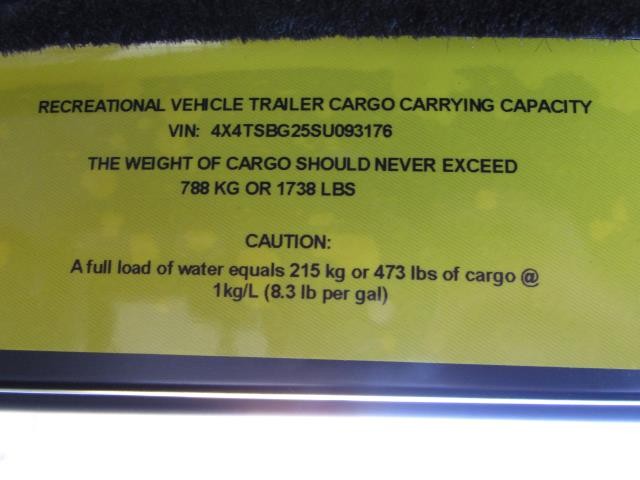 RECREATIONAL VEHICLE TRAILER CARGO CARRYING CAPACITY
VIN: 4X4TSBG25SU093176
THE WEIGHT OF CARGO SHOULD NEVER EXCEED
788 KG OR 1738 LBS
CAUTION:
A full load of water equals 215 kg or 473 lbs of cargo @
1kg/L (8.3 lb per gal)